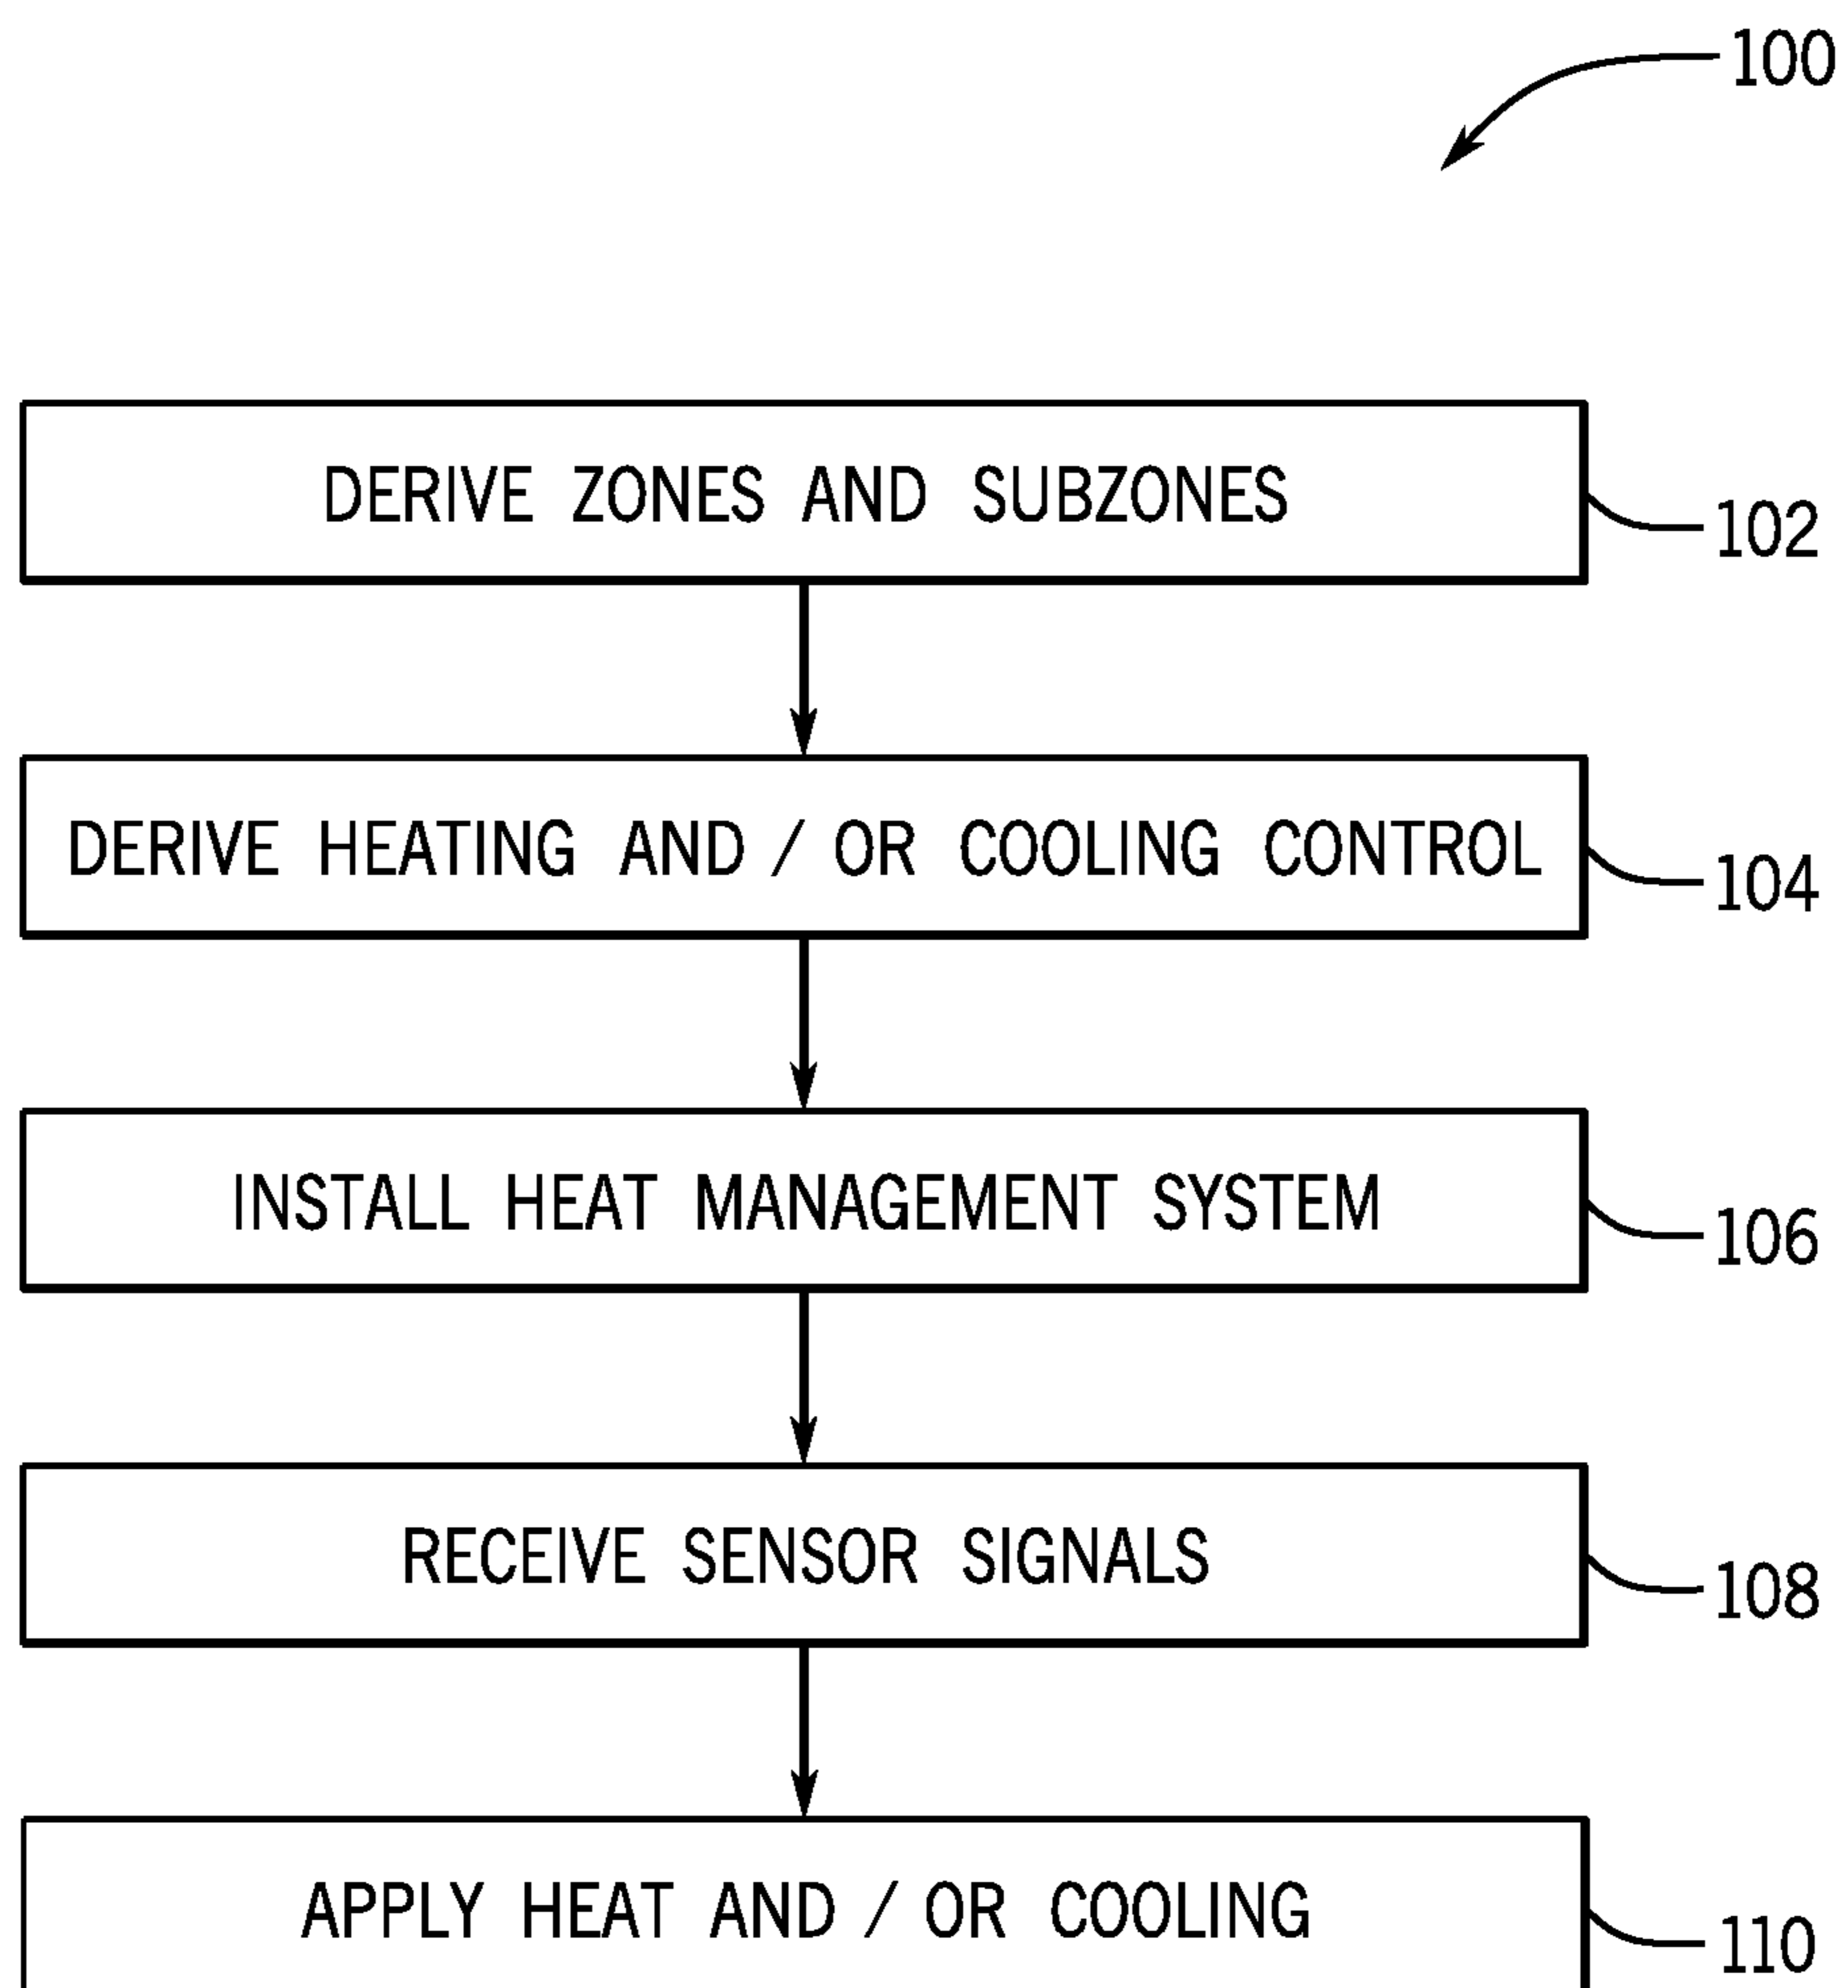 100
DERIVE ZONES AND SUBZONES
102
DERIVE HEATING AND / OR COOLING CONTROL
104
INSTALL HEAT MANAGEMENT SYSTEM
106
RECEIVE SENSOR SIGNALS
108
APPLY HEAT AND / OR COOLING
110